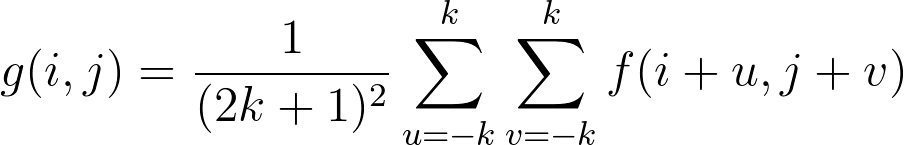 g(i, j) = \frac{1}{(2k + 1)^2} \sum_{u=-k}^{k} \sum_{v=-k}^{k} f(i + u, j + v)